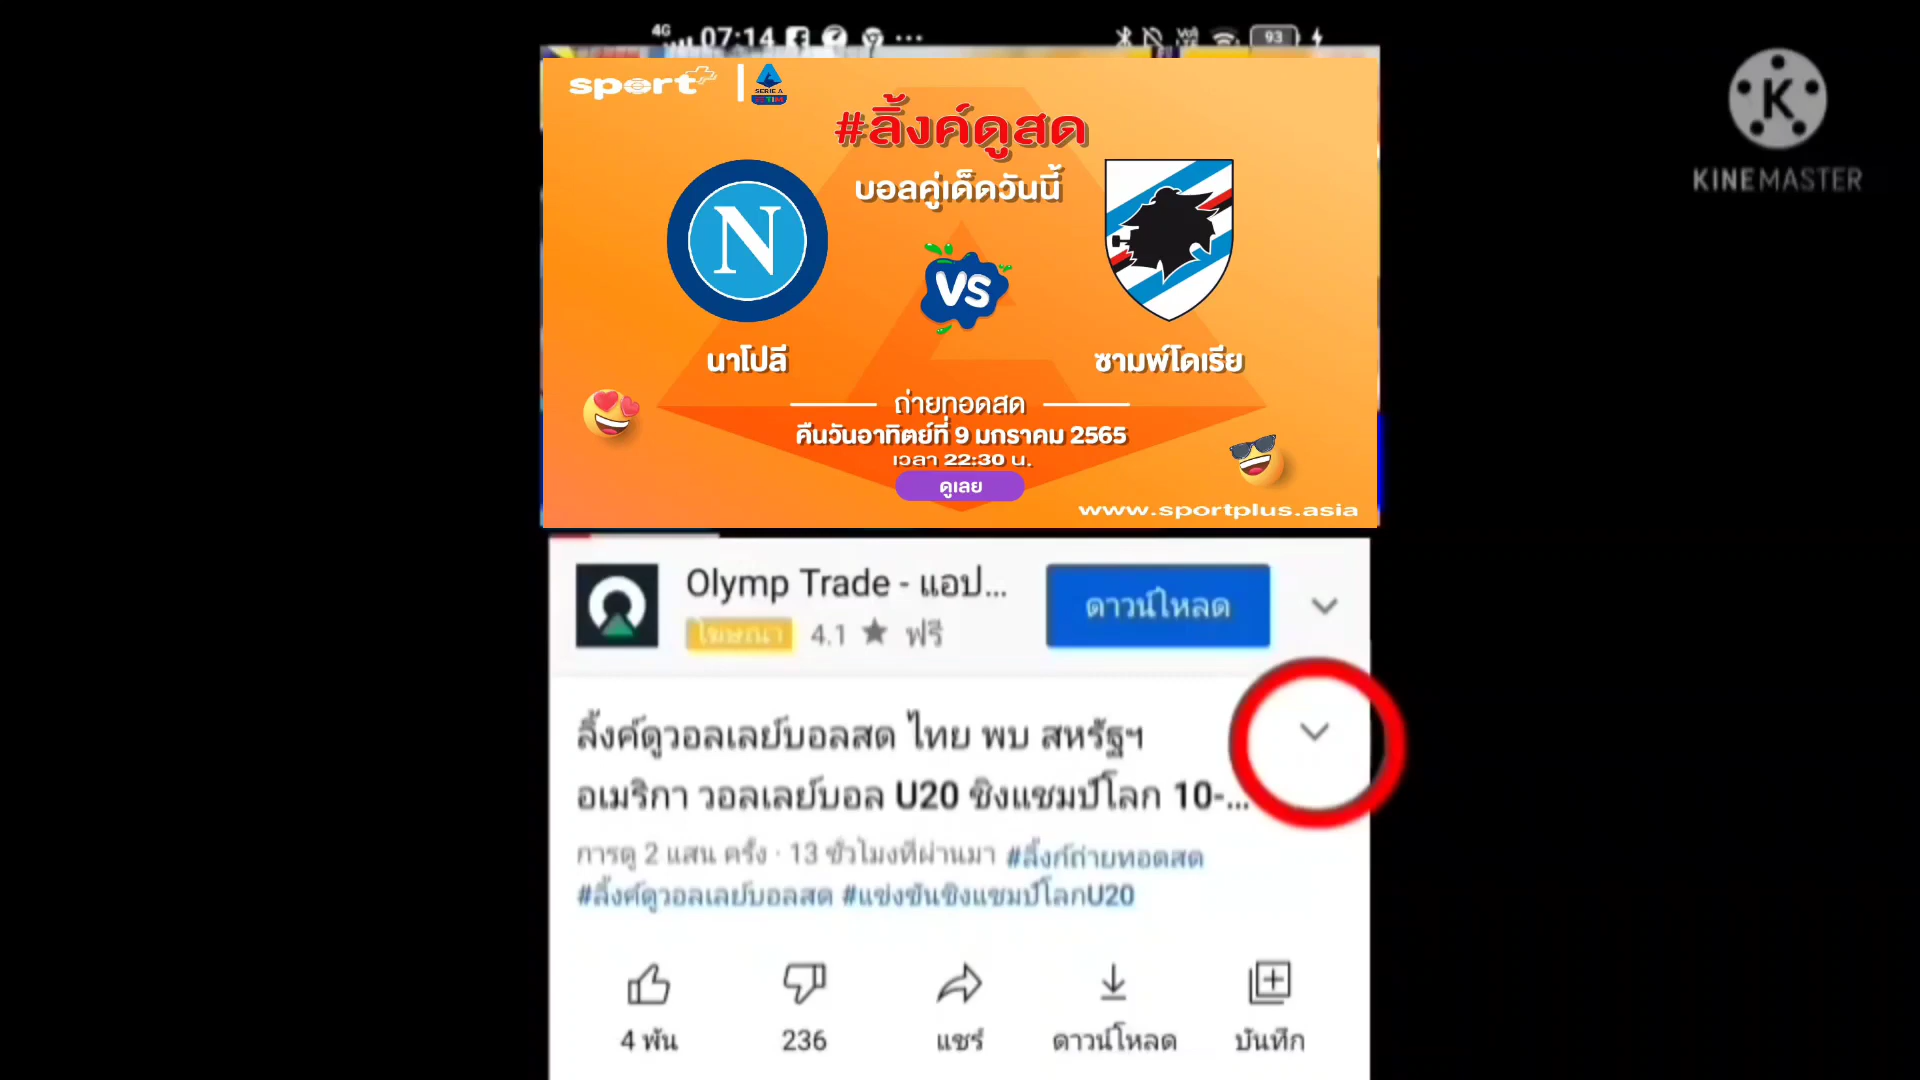 4G 07:14 93
sport
SERIE A
#ลิ้งค์ดูสด
บอลคู่เด็ดวันนี้
N
VS
นาโปลี ซามพ์โดเรีย
ถ่ายทอดสด
คืนวันอาทิตย์ที่ 9 มกราคม 2565
เวลา 22:30 น.
ดูเลย
www.sportplus.asia
K
KINEMASTER
Olymp Trade - แอป...
ดาวน์โหลด
โฆษณา 4.1 ★ ฟรี
ลิ้งค์ดูวอลเลย์บอลสด ไทย พบ สหรัฐฯ
อเมริกา วอลเลย์บอล U20 ชิงแชมป์โลก 10-...
การดู 2 แสน ครั้ง · 13 ชั่วโมงที่ผ่านมา #ลิ้งก์ถ่ายทอดสด
#ลิ้งค์ดูวอลเลย์บอลสด #แข่งขันชิงแชมป์โลกU20
4 พัน 236 แชร์ ดาวน์โหลด บันทึก